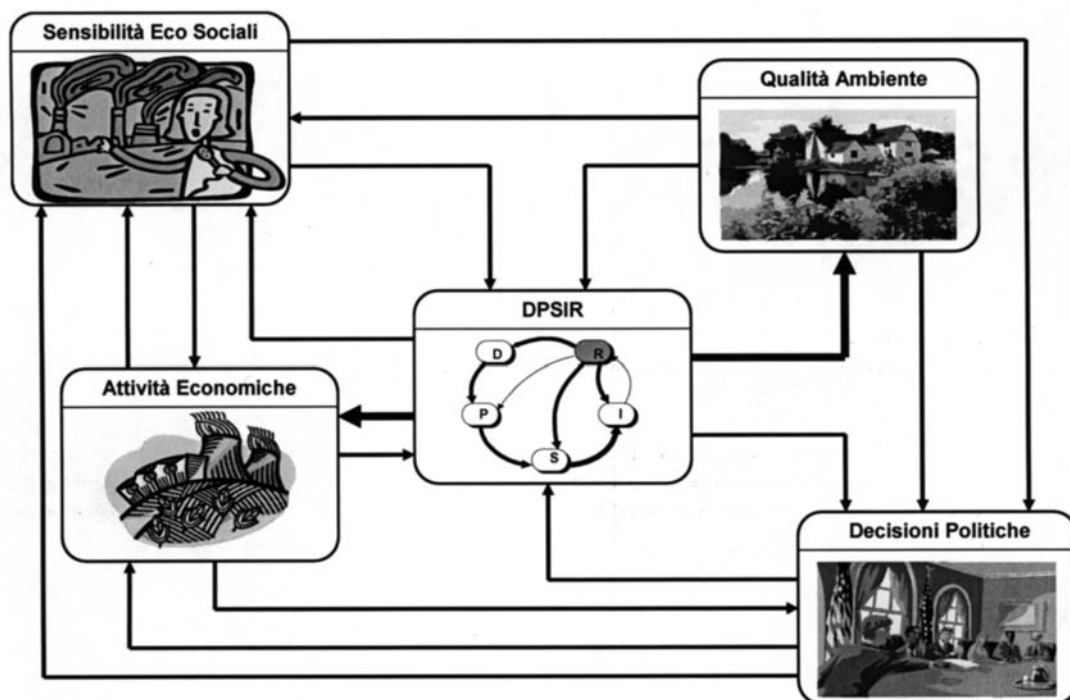 Sensibilità Eco Sociali
Qualità Ambiente
DPSIR
D
R
P
I
S
Attività Economiche
Decisioni Politiche